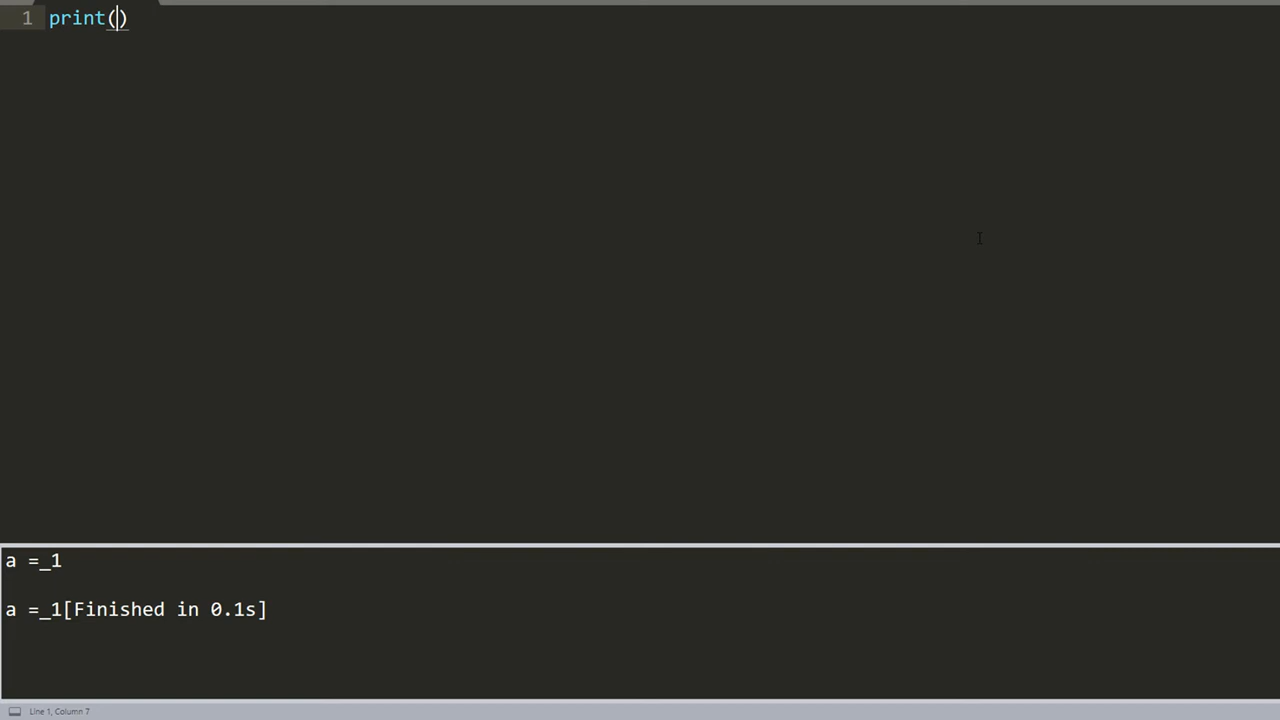 1 print()
a =_1
a =_1[Finished in 0.1s]
Line 1, Column 7